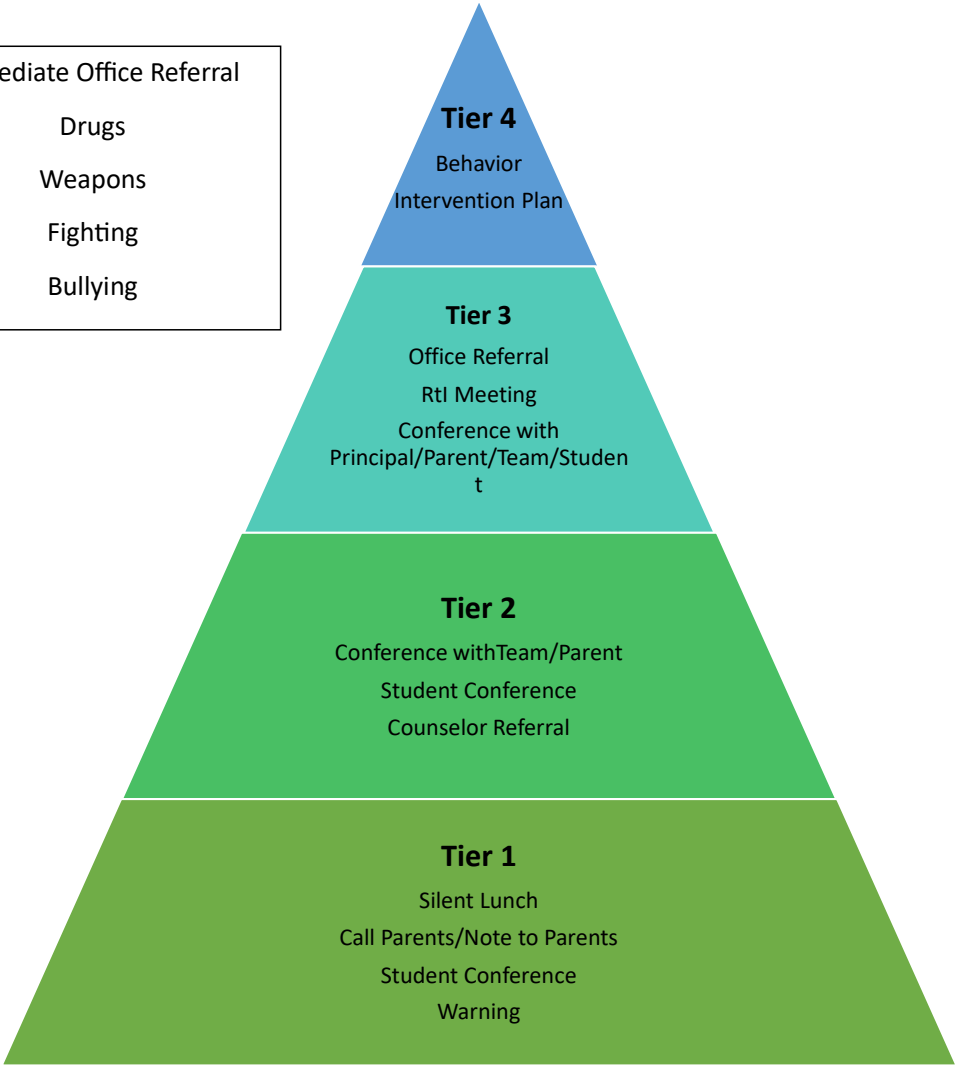 ediate Office Referral
Drugs
Weapons
Fighting
Bullying
Tier 4
Behavior
Intervention Plan
Tier 3
Office Referral
RtI Meeting
Conference with
Principal/Parent/Team/Studen
t
Tier 2
Conference withTeam/Parent
Student Conference
Counselor Referral
Tier 1
Silent Lunch
Call Parents/Note to Parents
Student Conference
Warning